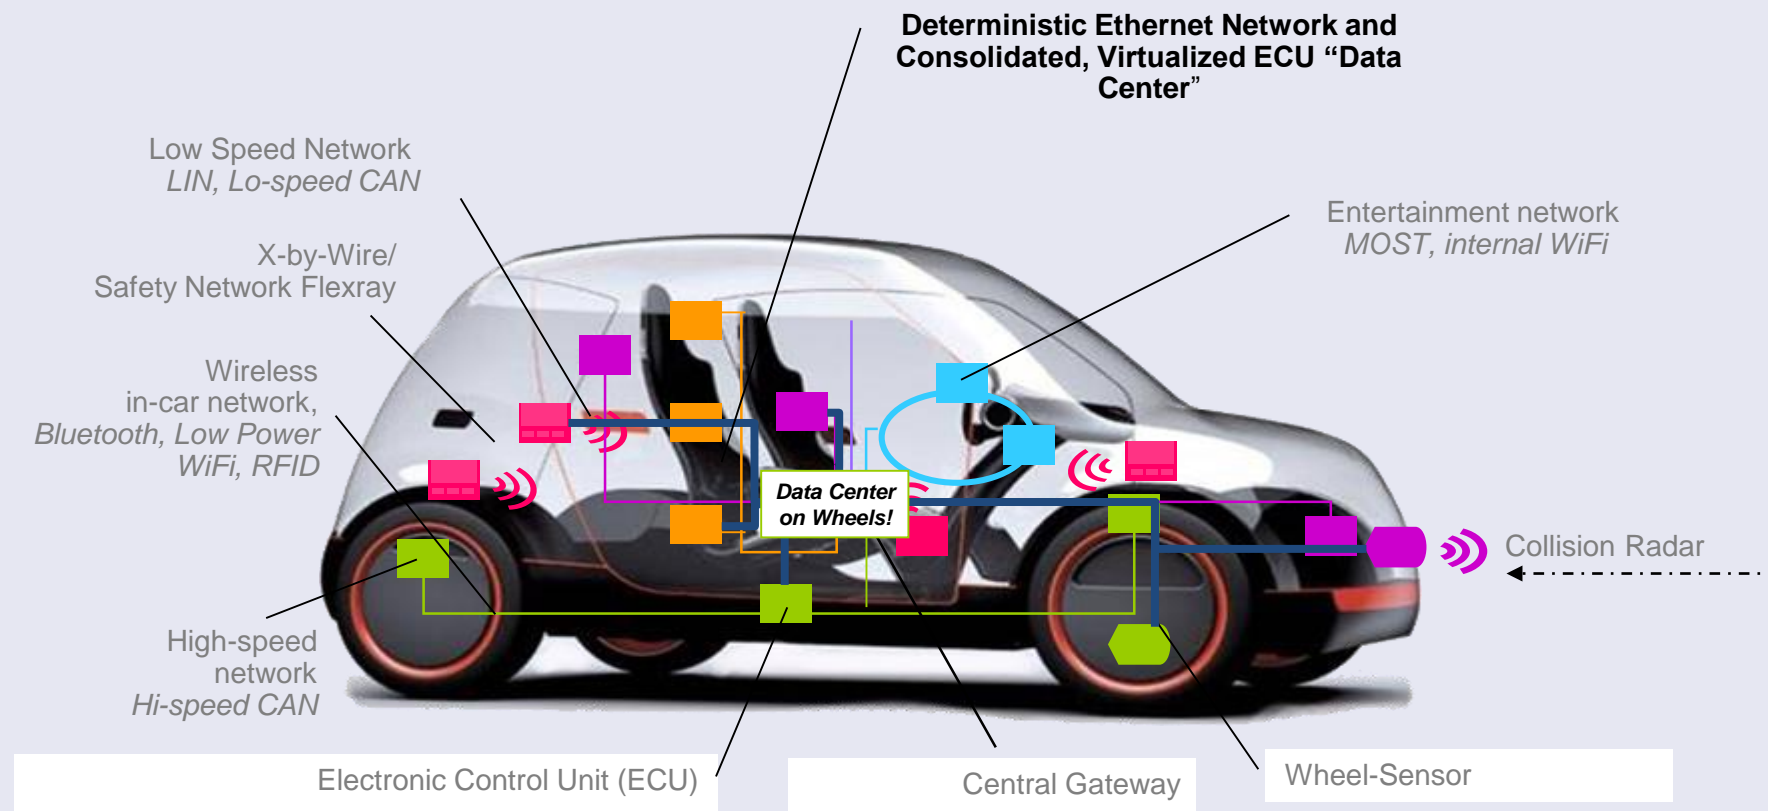 Deterministic Ethernet Network and
Consolidated, Virtualized ECU “Data
Center”
Low Speed Network
LIN, Lo-speed CAN
X-by-Wire/
Safety Network Flexray
Wireless
in-car network,
Bluetooth, Low Power
WiFi, RFID
High-speed
network
Hi-speed CAN
Entertainment network
MOST, internal WiFi
Data Center
on Wheels!
Collision Radar
Electronic Control Unit (ECU)
Central Gateway
Wheel-Sensor